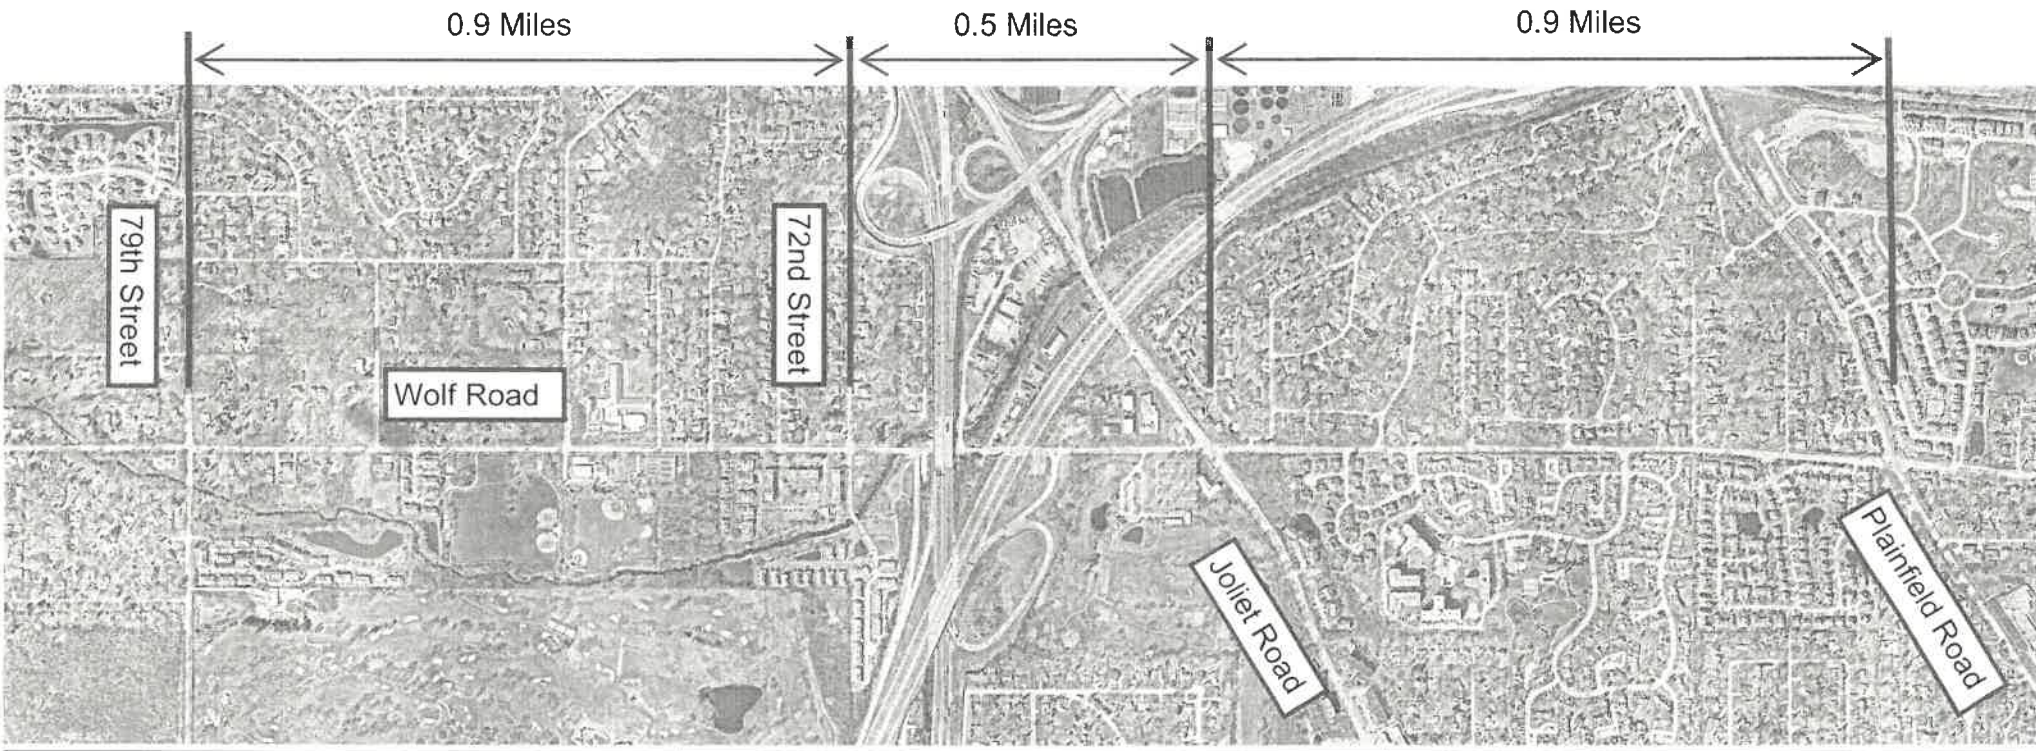 0.9 Miles
0.5 Miles
0.9 Miles
79th Street
72nd Street
Wolf Road
Joliet Road
Plainfield Road